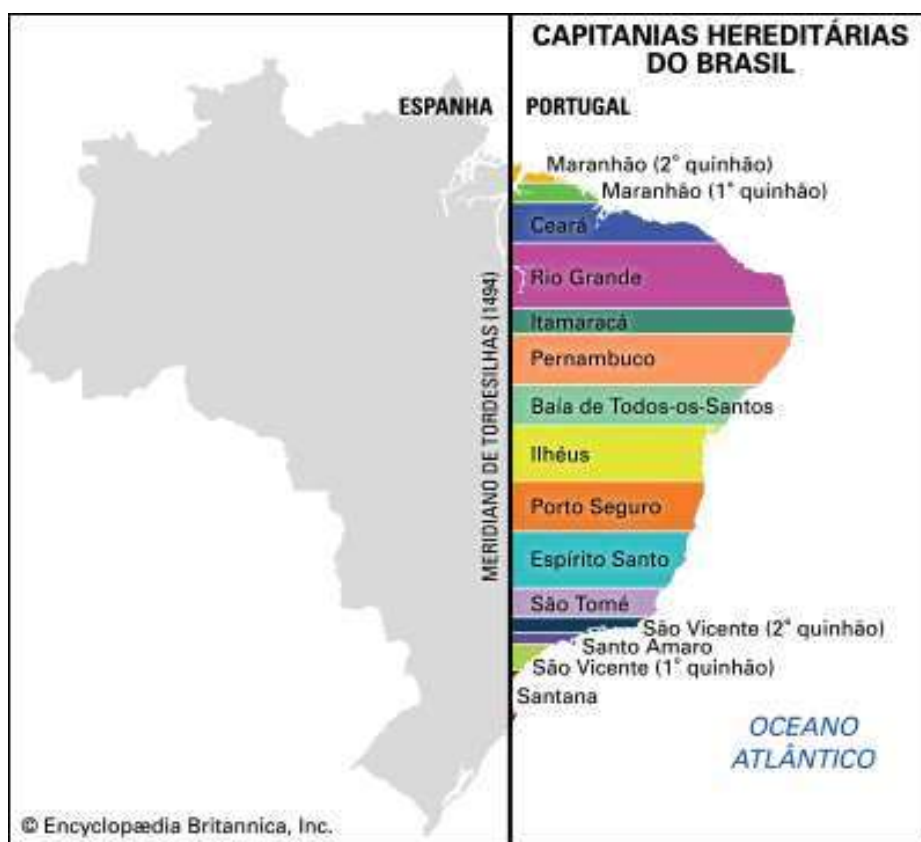 CAPITANIAS HEREDITÁRIAS
DO BRASIL
ESPANHA
PORTUGAL
Maranhão (2° quinhão)
Maranhão (1° quinhão)
Ceará
Rio Grande
Itamaracá
Pernambuco
Baía de Todos-os-Santos
Ilhéus
Porto Seguro
Espírito Santo
São Tomé
São Vicente (2° quinhão)
Santo Amaro
São Vicente (1° quinhão)
Santana
MERIDIANO DE TORDESILHAS (1494)
OCEANO
ATLÂNTICO
© Encyclopædia Britannica, Inc.